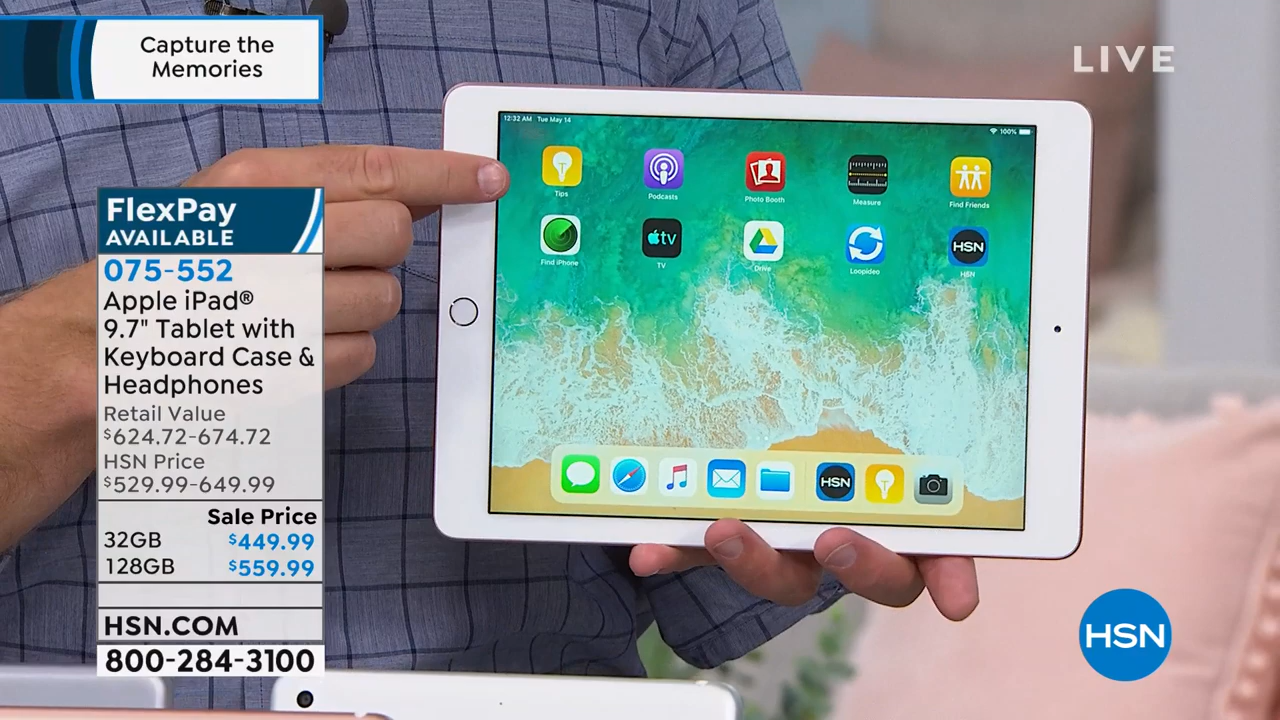 Capture the
Memories
LIVE
FlexPay
AVAILABLE
075-552
Apple iPad®
9.7" Tablet with
Keyboard Case &
Headphones
Retail Value
$624.72-674.72
HSN Price
$529.99-649.99
Sale Price
32GB $449.99
128GB $559.99
HSN.COM
800-284-3100
12:32 AM Tue May 14
100%
Tips
Podcasts
Photo Booth
Measure
Find Friends
tv
HSN
Find iPhone
TV
Drive
Loopideo
HSN
HSN
HSN